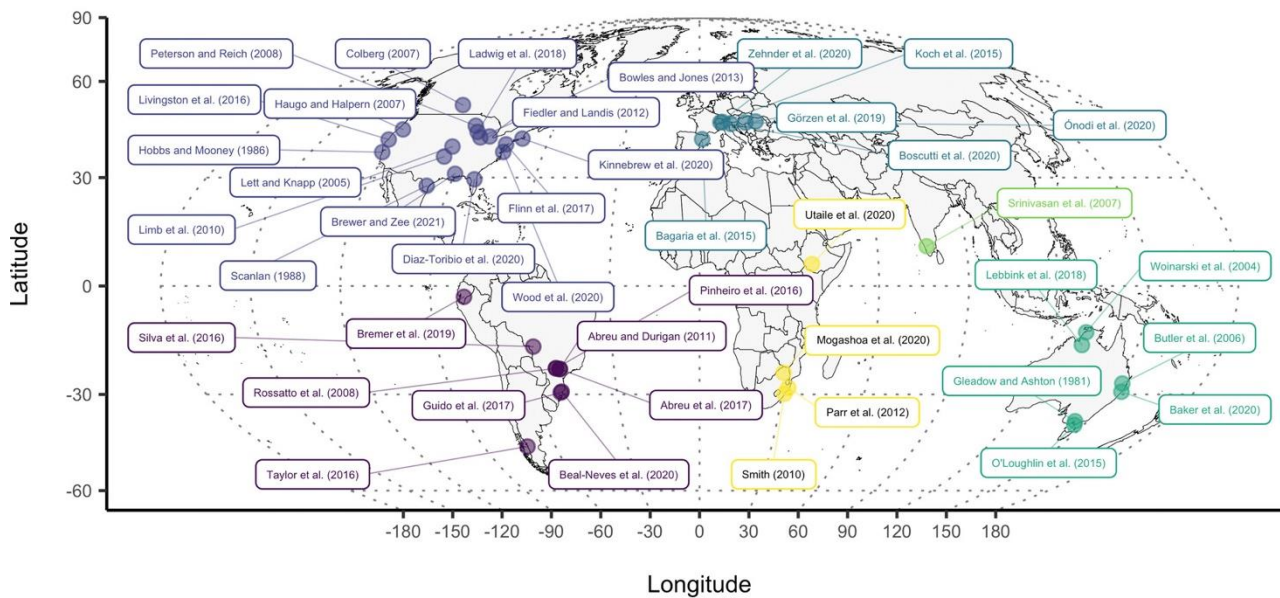 90
60
30
0
-30
-60
Latitude
Peterson and Reich (2008)
Colberg (2007)
Ladwig et al. (2018)
Zehnder et al. (2020)
Koch et al. (2015)
Bowles and Jones (2013)
Livingston et al. (2016)
Haugo and Halpern (2007)
Fiedler and Landis (2012)
Görzen et al. (2019)
Ónodi et al. (2020)
Hobbs and Mooney (1986)
Kinnebrew et al. (2020)
Boscutti et al. (2020)
Lett and Knapp (2005)
Flinn et al. (2017)
Utaile et al. (2020)
Srinivasan et al. (2007)
Limb et al. (2010)
Brewer and Zee (2021)
Bagaria et al. (2015)
Diaz-Toribio et al. (2020)
Scanlan (1988)
Lebbink et al. (2018)
Woinarski et al. (2004)
Wood et al. (2020)
Pinheiro et al. (2016)
Silva et al. (2016)
Bremer et al. (2019)
Abreu and Durigan (2011)
Mogashoa et al. (2020)
Butler et al. (2006)
Rossatto et al. (2008)
Guido et al. (2017)
Abreu et al. (2017)
Parr et al. (2012)
Gleadow and Ashton (1981)
Baker et al. (2020)
Taylor et al. (2016)
Beal-Neves et al. (2020)
Smith (2010)
O'Loughlin et al. (2015)
-180 -150 -120 -90 -60 -30 0 30 60 90 120 150 180
Longitude